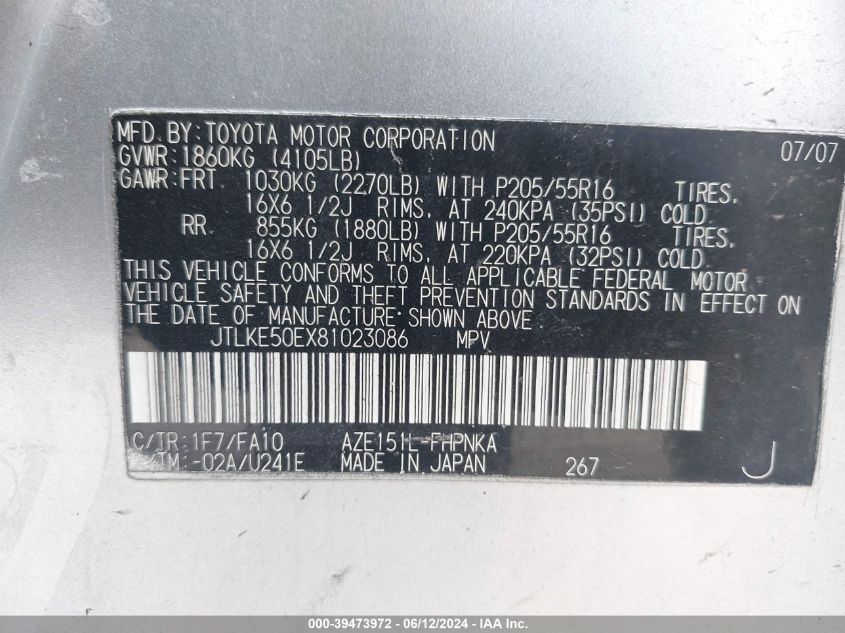 MFD. BY: TOYOTA MOTOR CORPORATION 07/07
GVWR: 1860KG (4105LB)
GAWR: FRT 1030KG (2270LB) WITH P205/55R16 TIRES,
16X6 1/2J RIMS, AT 240KPA (35PSI) COLD.
RR 855KG (1880LB) WITH P205/55R16 TIRES,
16X6 1/2J RIMS, AT 220KPA (32PSI) COLD.
THIS VEHICLE CONFORMS TO ALL APPLICABLE FEDERAL MOTOR
VEHICLE SAFETY AND THEFT PREVENTION STANDARDS IN EFFECT ON
THE DATE OF MANUFACTURE SHOWN ABOVE
JTLKE50EX81023086 MPV
C/TR: 1F7/FA10 AZE151L-FHPNKA
/TM: -02A/U241E MADE IN JAPAN 267 J
000-39473972 - 06/12/2024 - IAA, Inc.